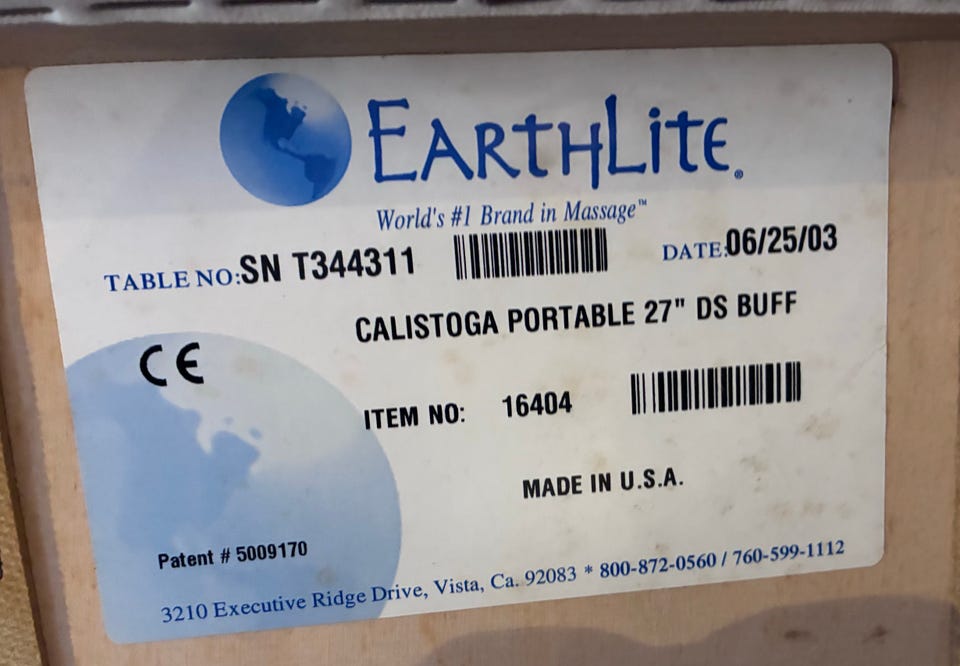 EARTHLITE®
World's #1 Brand in Massage™
TABLE NO: SN T344311 DATE: 06/25/03
CALISTOGA PORTABLE 27" DS BUFF
CE
ITEM NO: 16404
MADE IN U.S.A.
Patent # 5009170
3210 Executive Ridge Drive, Vista, Ca. 92083 * 800-872-0560 / 760-599-1112